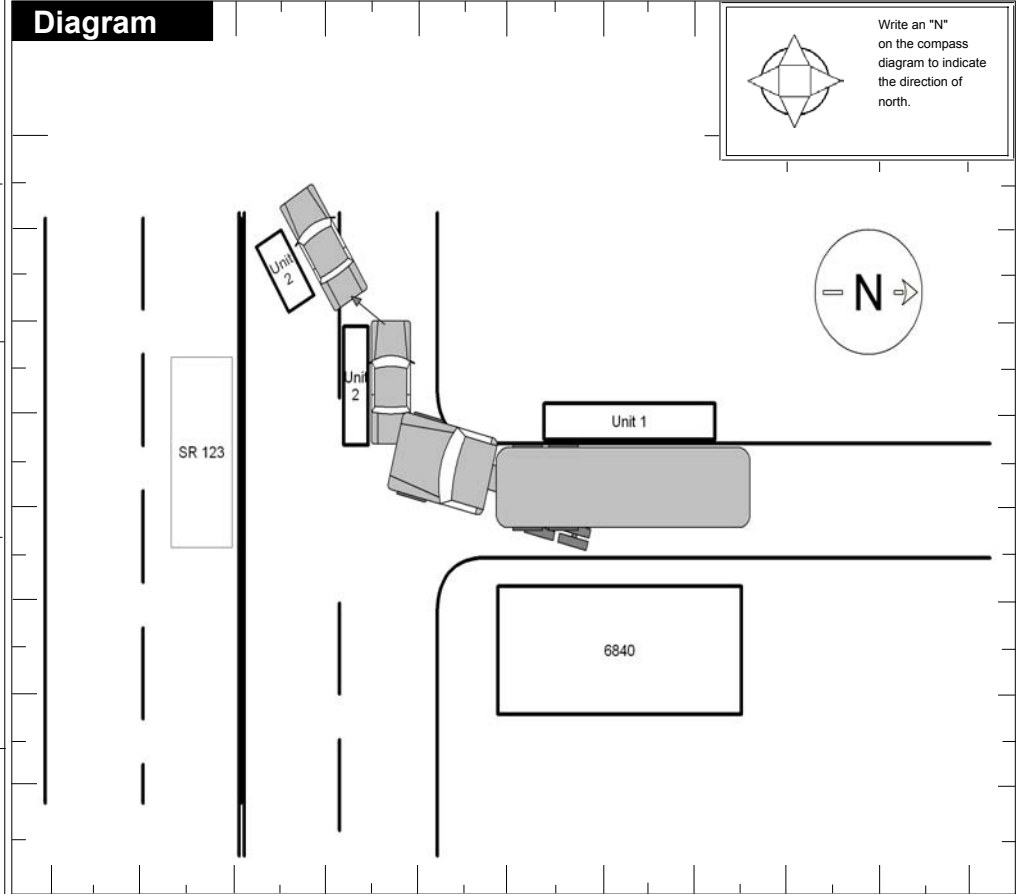 Diagram
Write an "N"
on the compass
diagram to indicate
the direction of
north.
Unit
2
N
Unit
2
Unit 1
SR 123
6840